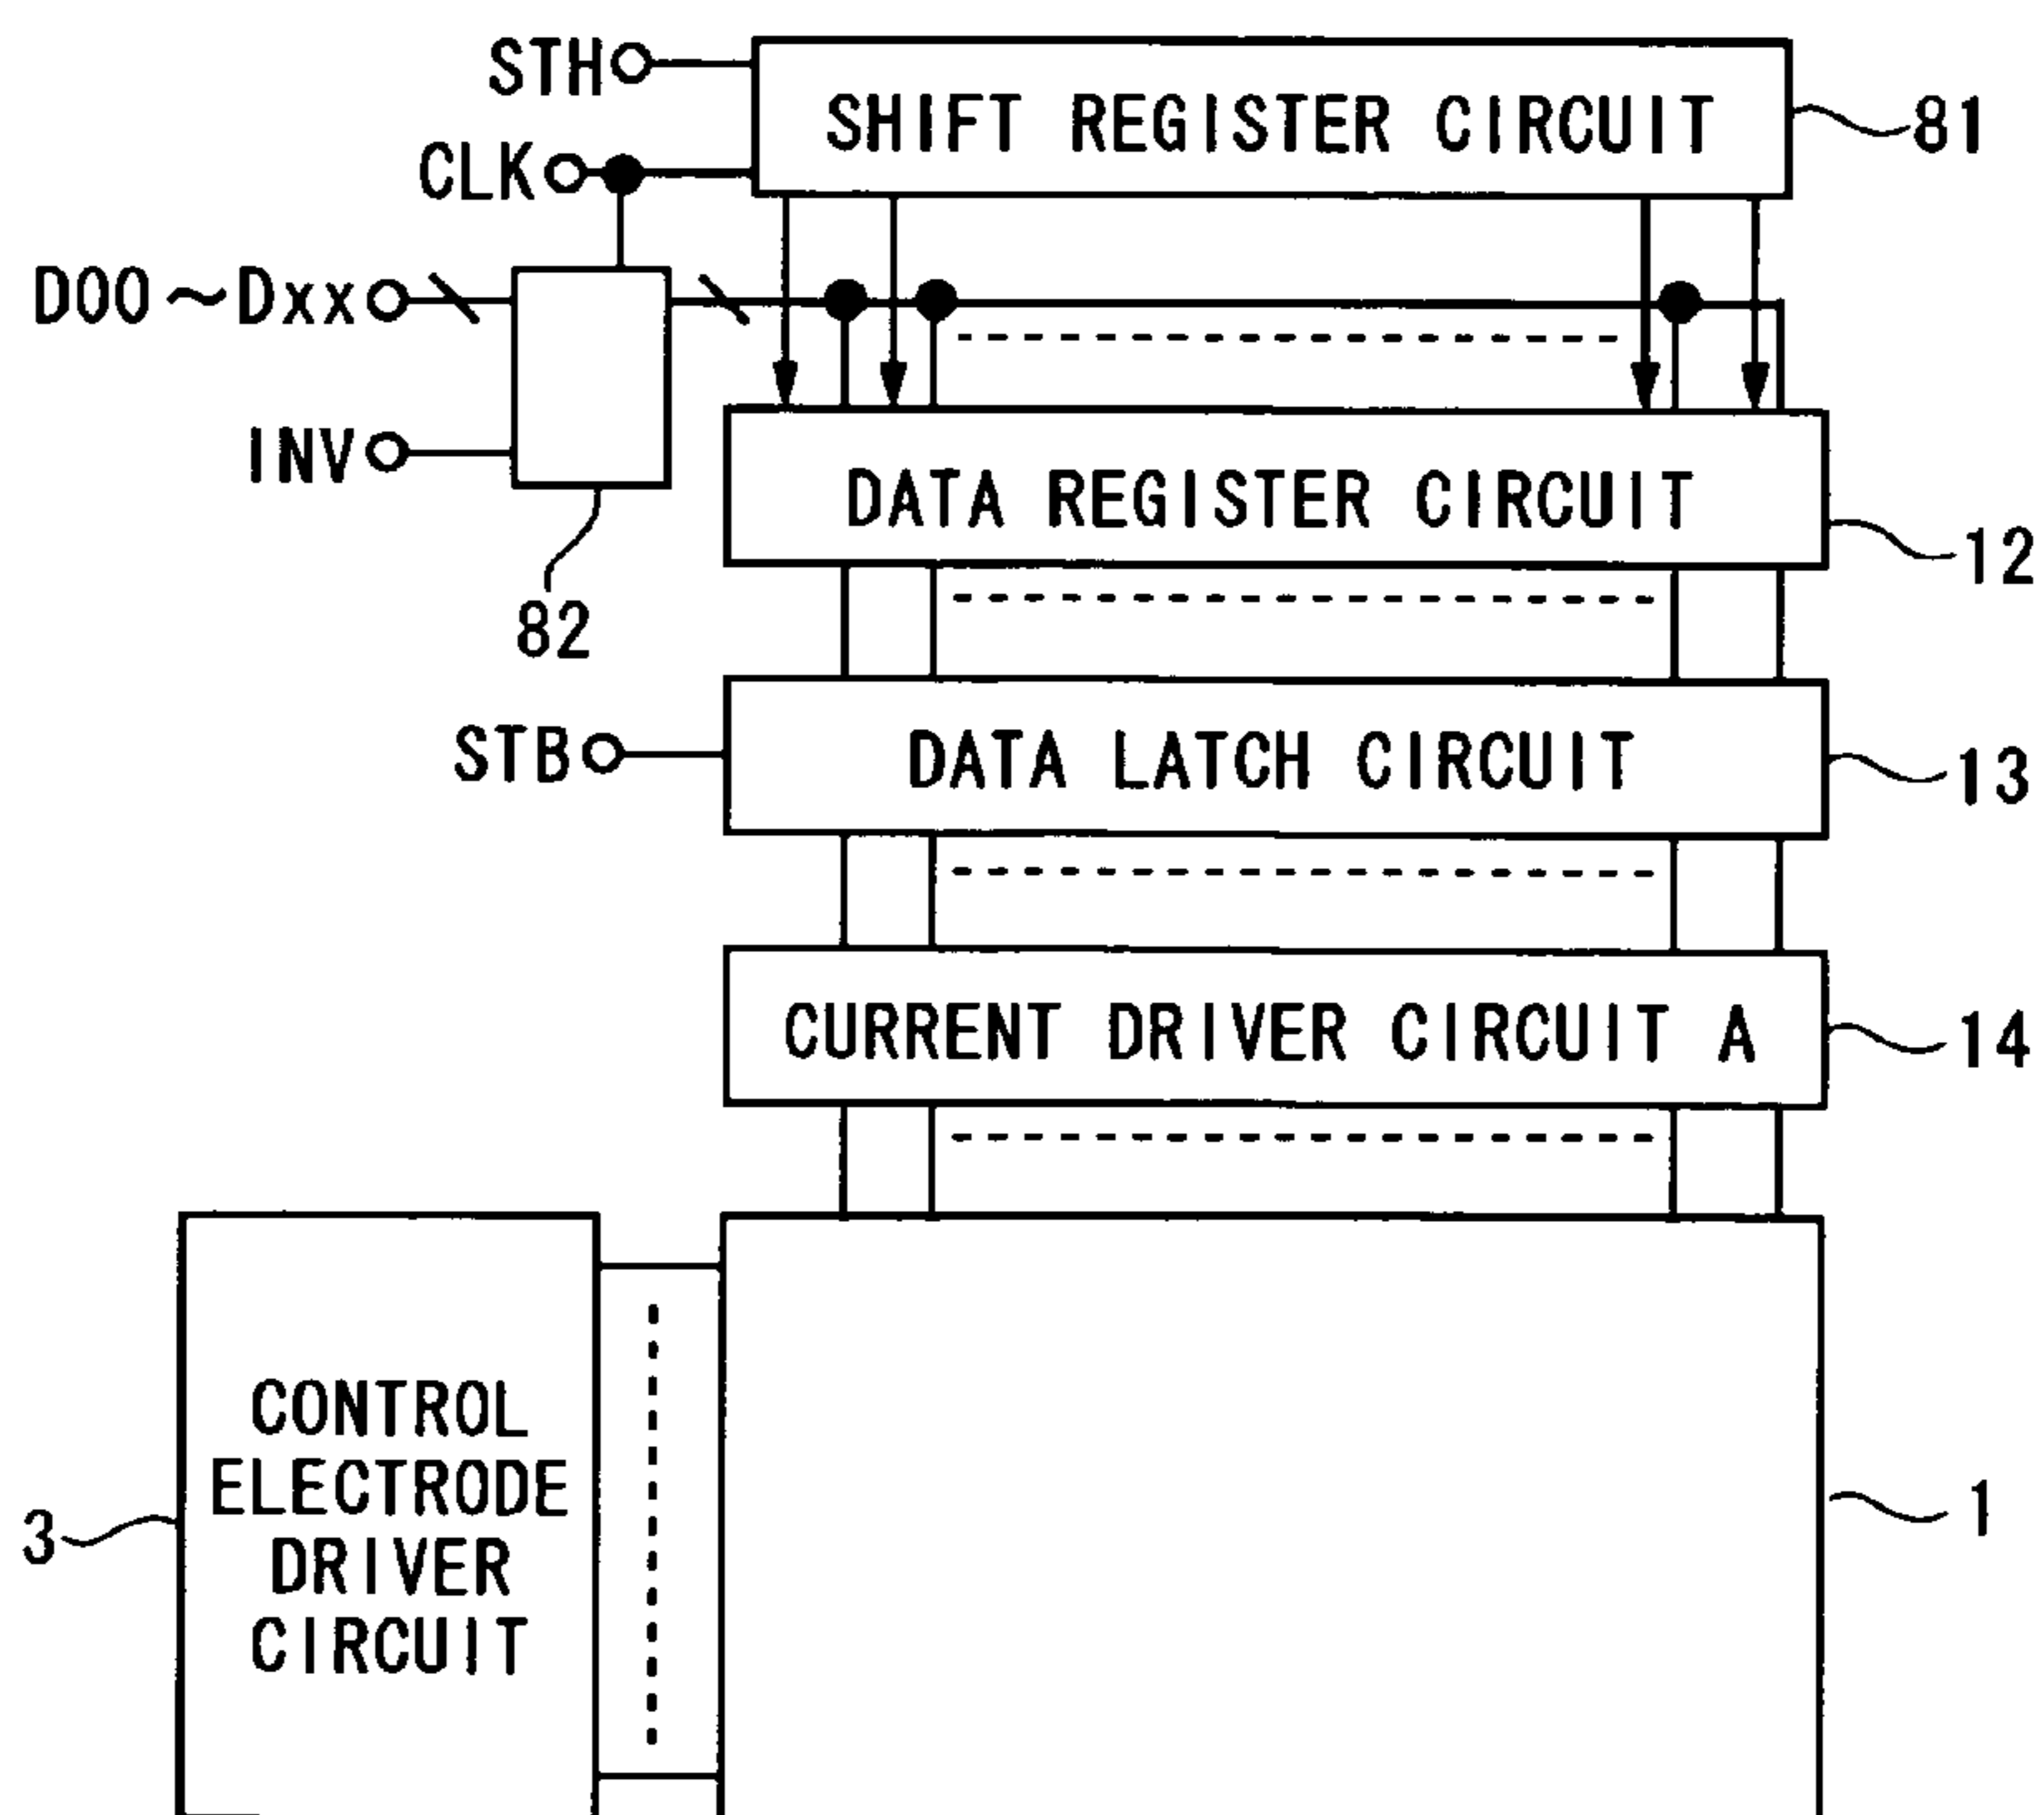 STH
SHIFT REGISTER CIRCUIT
81
CLK
D00~Dxx
INV
82
DATA REGISTER CIRCUIT
12
STB
DATA LATCH CIRCUIT
13
CURRENT DRIVER CIRCUIT A
14
CONTROL
ELECTRODE
DRIVER
CIRCUIT
3
1